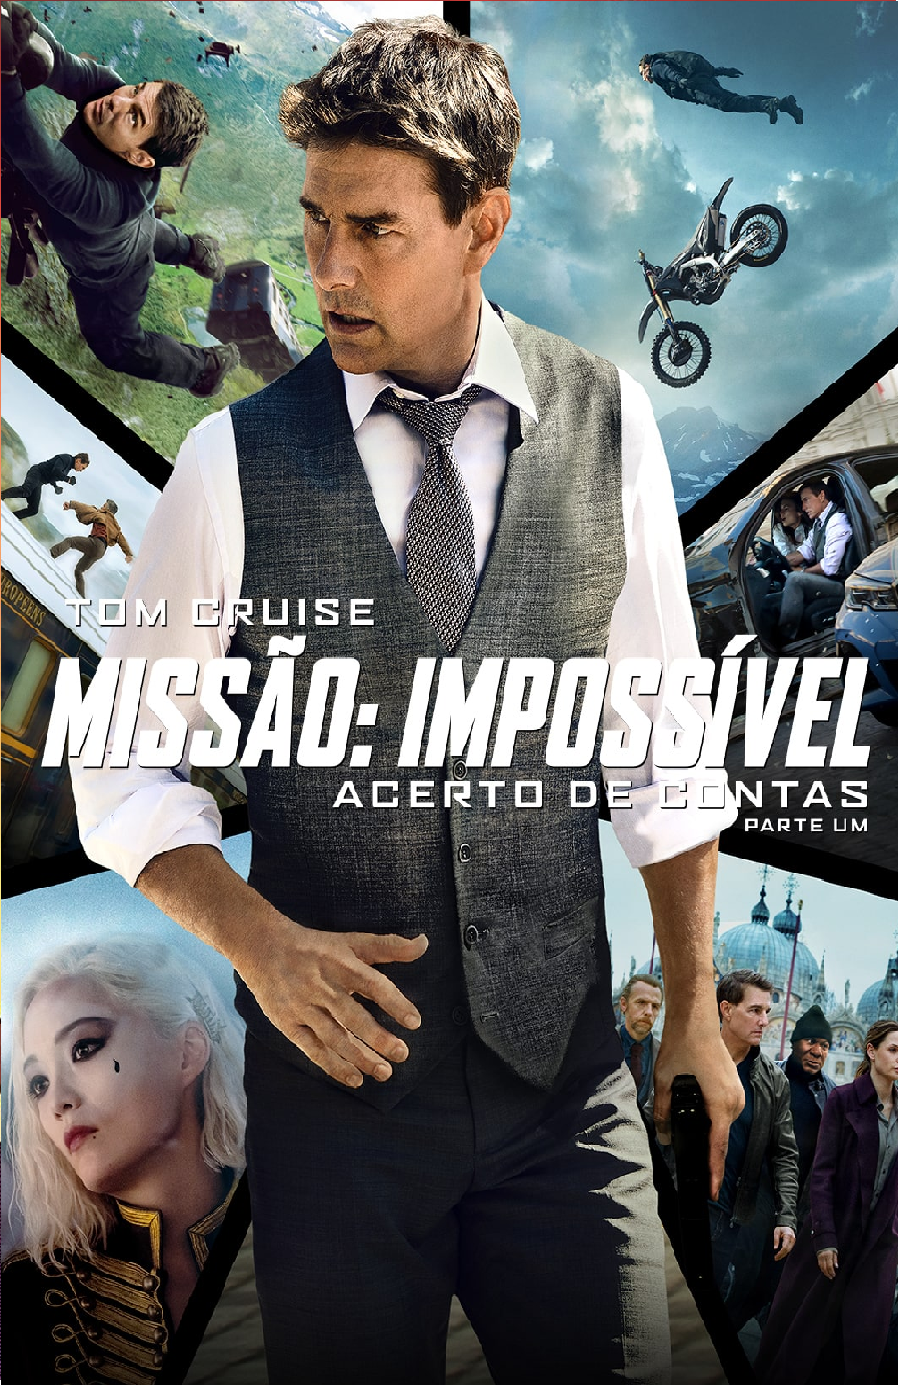 TOM CRUISE
MISSÃO: IMPOSSÍVEL
ACERTO DE CONTAS
PARTE UM